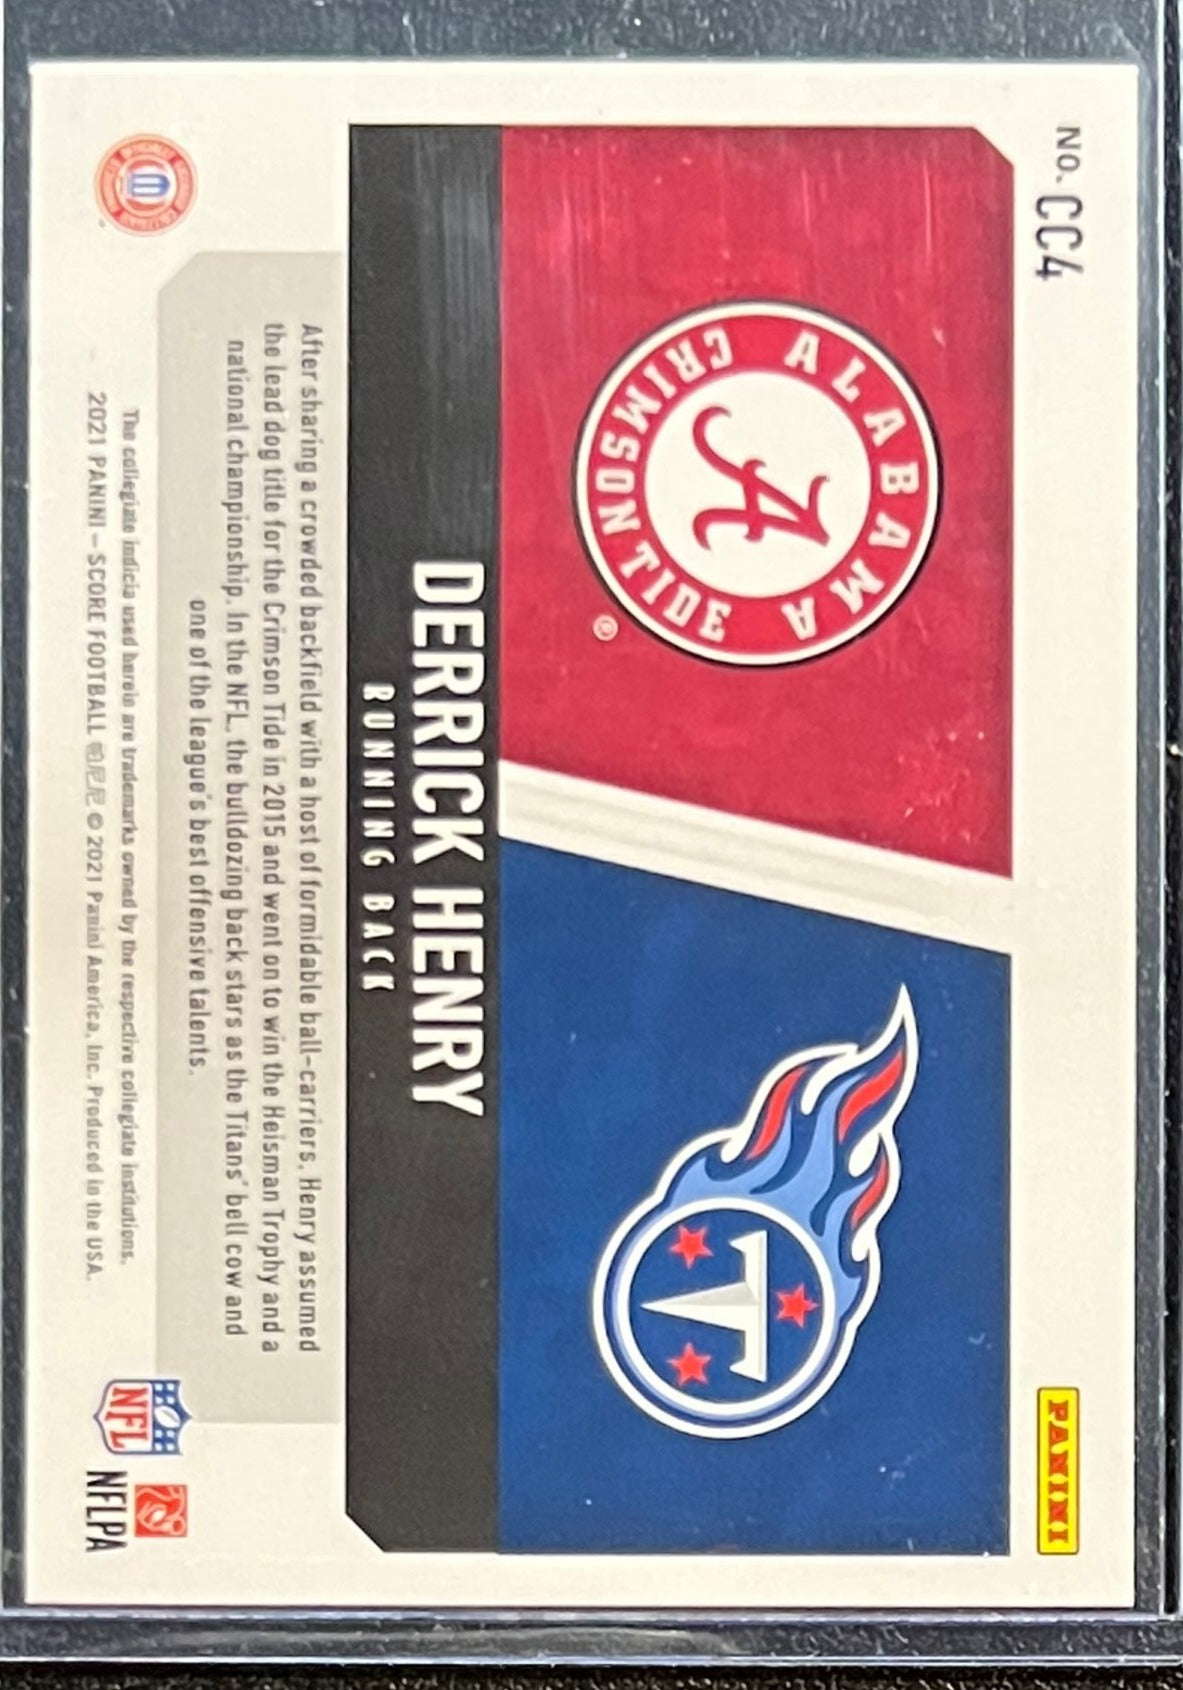 No. CC4
PANINI
ALABAMA
CRIMSON TIDE
A
®
T
DERRICK HENRY
RUNNING BACK
After sharing a crowded backfield with a host of formidable ball-carriers, Henry assumed
the lead dog title for the Crimson Tide in 2015 and went on to win the Heisman Trophy and a
national championship. In the NFL, the bulldozing back stars as the Titans' bell cow and
one of the league's best offensive talents.
The collegiate indicia used herein are trademarks owned by the respective collegiate institutions.
2021 PANINI – SCORE FOOTBALL 帕尼尼 © 2021 Panini America, Inc. Produced in the USA.
NFL
NFLPA